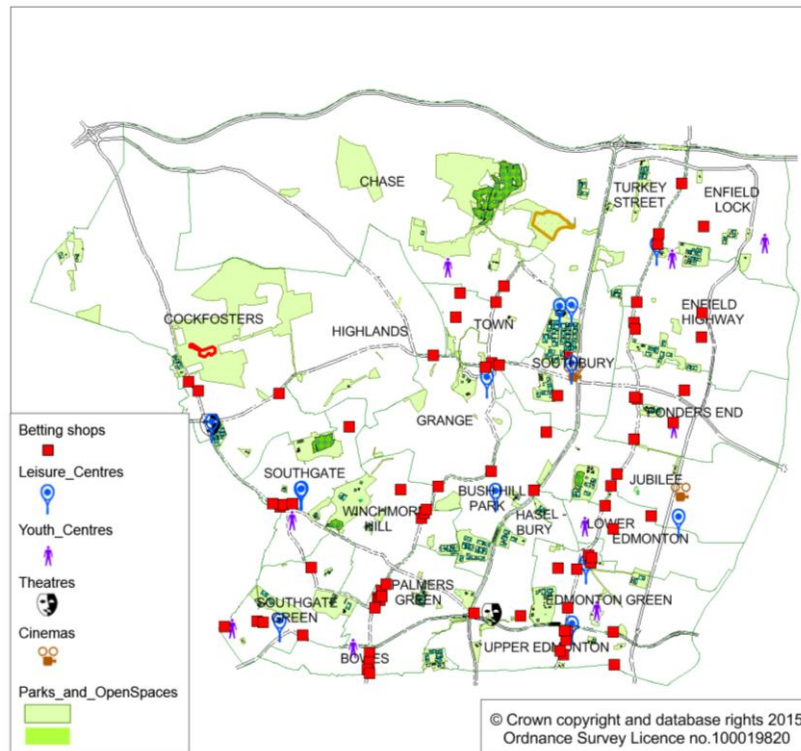 CHASE
TURKEY
STREET
ENFIELD
LOCK
COCKFOSTERS
HIGHLANDS
TOWN
ENFIELD
HIGHWAY
SOUTHBURY
GRANGE
PONDERS END
SOUTHGATE
WINCHMORE
HILL
BUSH HILL
PARK
HASEL
BURY
JUBILEE
LOWER
EDMONTON
PALMERS
GREEN
EDMONTON GREEN
SOUTHGATE
GREEN
BOWES
UPPER EDMONTON
Betting shops
Leisure_Centres
Youth_Centres
Theatres
Cinemas
Parks_and_OpenSpaces
© Crown copyright and database rights 2015
Ordnance Survey Licence no.100019820